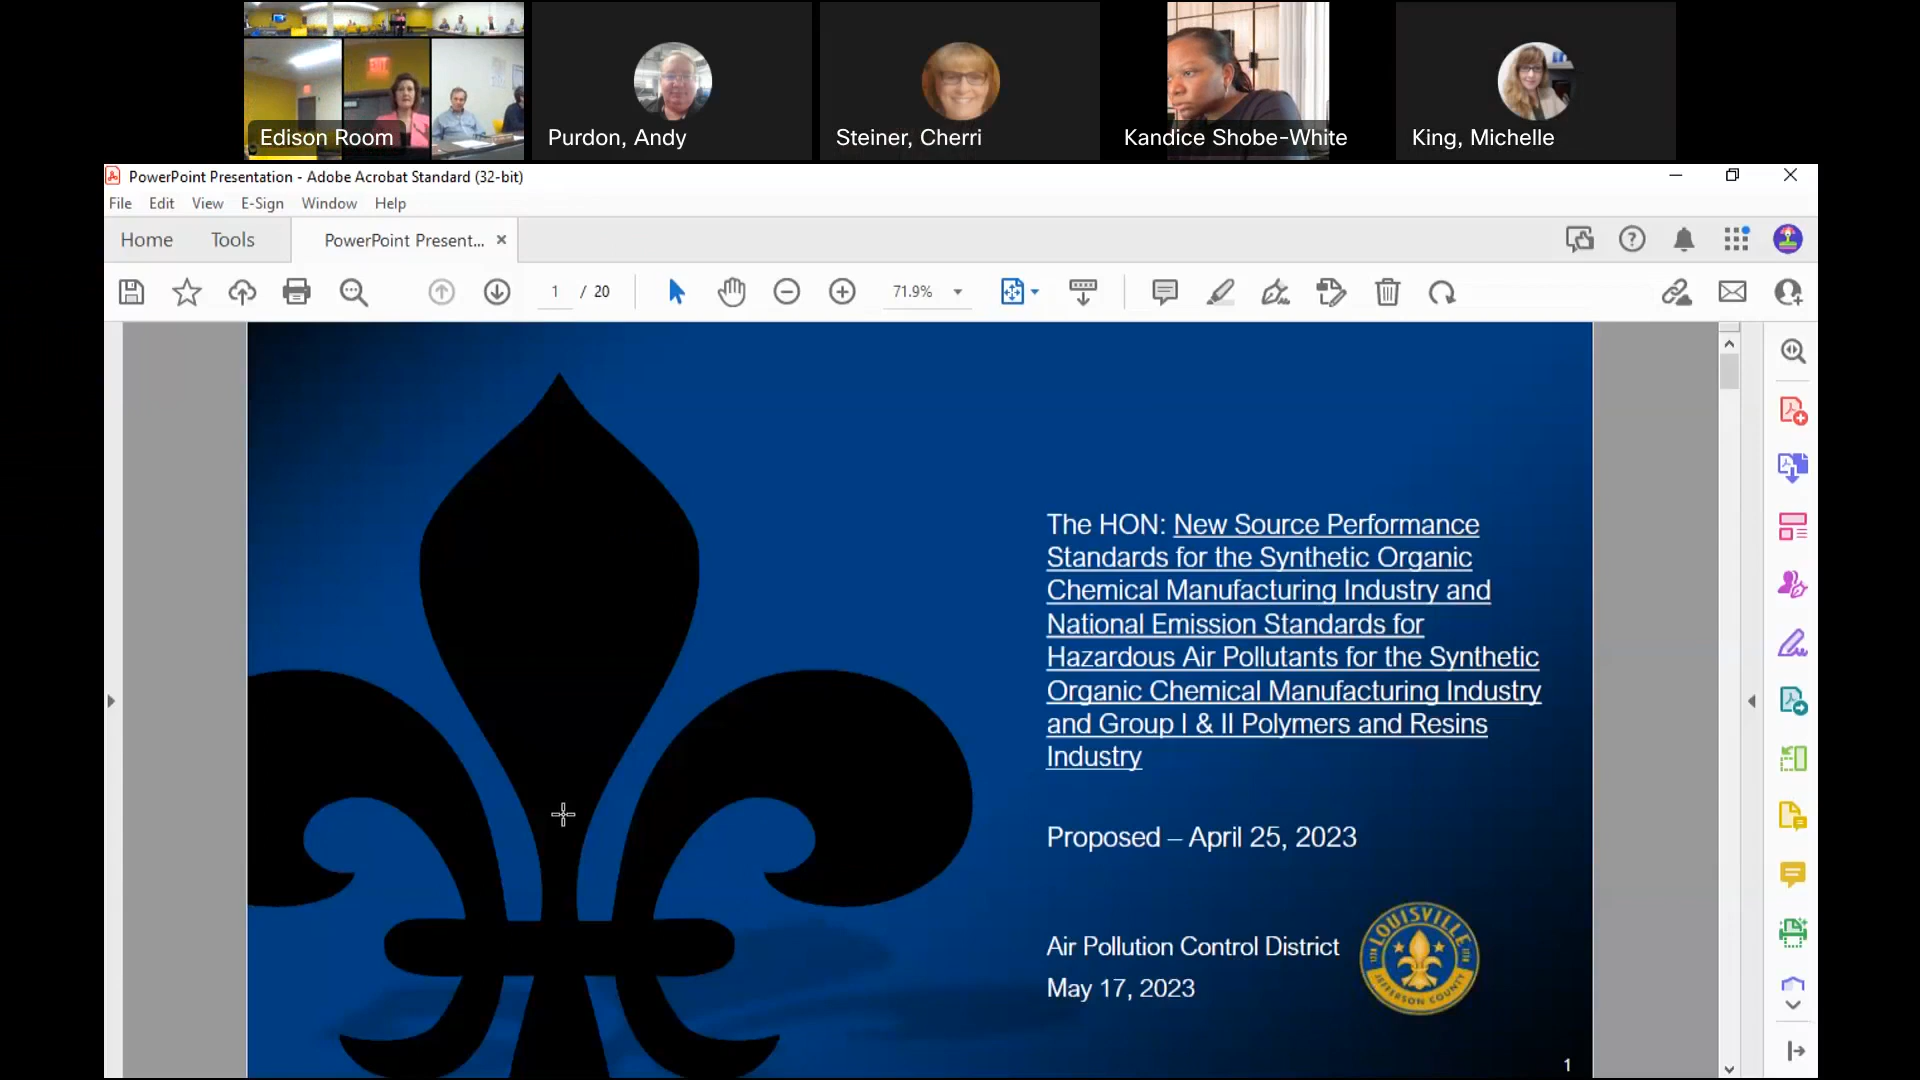 Edison Room
Purdon, Andy
Steiner, Cherri
Kandice Shobe-White
King, Michelle
PowerPoint Presentation - Adobe Acrobat Standard (32-bit)
File Edit View E-Sign Window Help
Home Tools PowerPoint Present...
1 / 20 71.9%
The HON: New Source Performance
Standards for the Synthetic Organic
Chemical Manufacturing Industry and
National Emission Standards for
Hazardous Air Pollutants for the Synthetic
Organic Chemical Manufacturing Industry
and Group I & II Polymers and Resins
Industry
Proposed – April 25, 2023
Air Pollution Control District
May 17, 2023
LOUISVILLE
JEFFERSON COUNTY
1